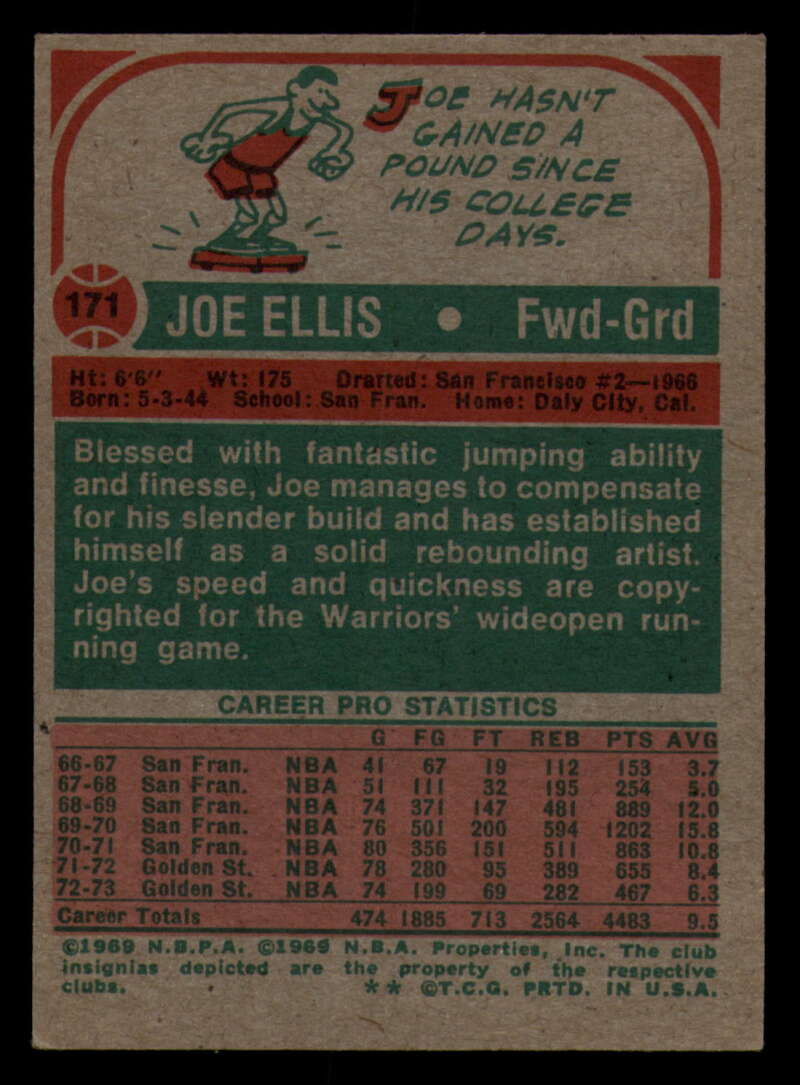 JOE HASN'T
GAINED A
POUND SINCE
HIS COLLEGE
DAYS.
171 JOE ELLIS • Fwd-Grd
Ht: 6'6" Wt: 175 Drafted: San Francisco #2—1966
Born: 5-3-44 School: San Fran. Home: Daly City, Cal.
Blessed with fantastic jumping ability
and finesse, Joe manages to compensate
for his slender build and has established
himself as a solid rebounding artist.
Joe's speed and quickness are copy-
righted for the Warriors' wideopen run-
ning game.
CAREER PRO STATISTICS
G FG FT REB PTS AVG
66-67 San Fran. NBA 41 67 19 112 153 3.7
67-68 San Fran. NBA 51 111 32 195 254 5.0
68-69 San Fran. NBA 74 371 147 481 889 12.0
69-70 San Fran. NBA 76 501 200 594 1202 15.8
70-71 San Fran. NBA 80 356 151 511 863 10.8
71-72 Golden St. NBA 78 280 95 389 655 8.4
72-73 Golden St. NBA 74 199 69 282 467 6.3
Career Totals 474 1885 713 2564 4483 9.5
©1969 N.B.P.A. ©1969 N.B.A. Properties, Inc. The club
insignias depicted are the property of the respective
clubs. ** ©T.C.G. PRTD. IN U.S.A.